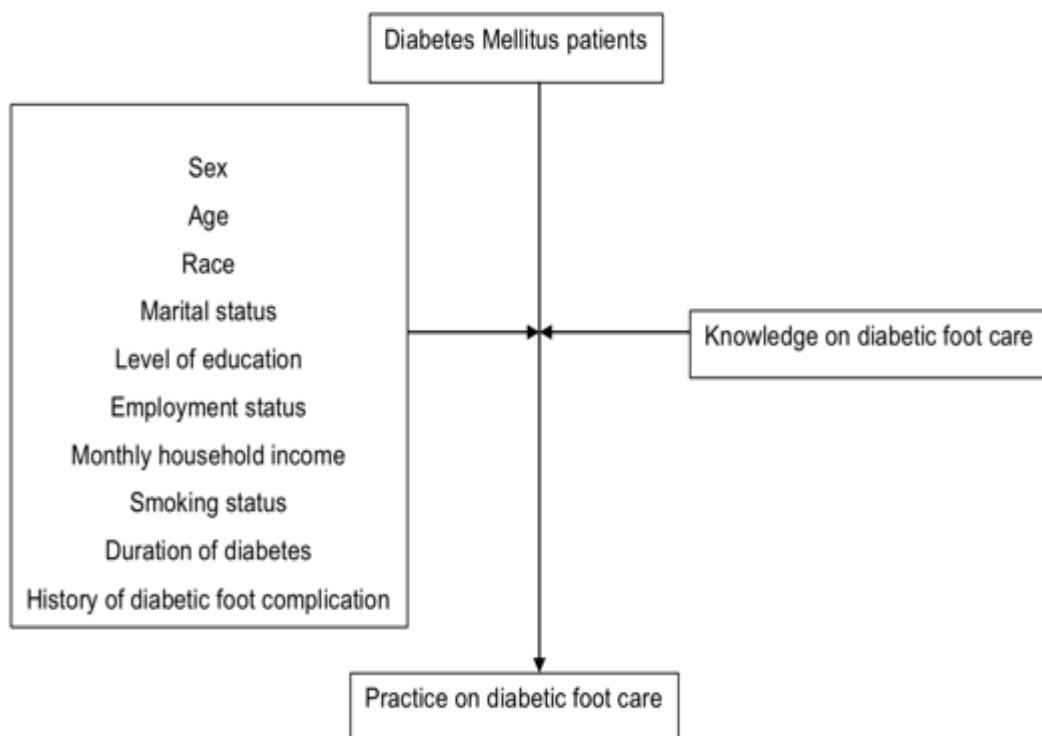 Diabetes Mellitus patients
Sex
Age
Race
Marital status
Level of education
Employment status
Monthly household income
Smoking status
Duration of diabetes
History of diabetic foot complication
Knowledge on diabetic foot care
Practice on diabetic foot care